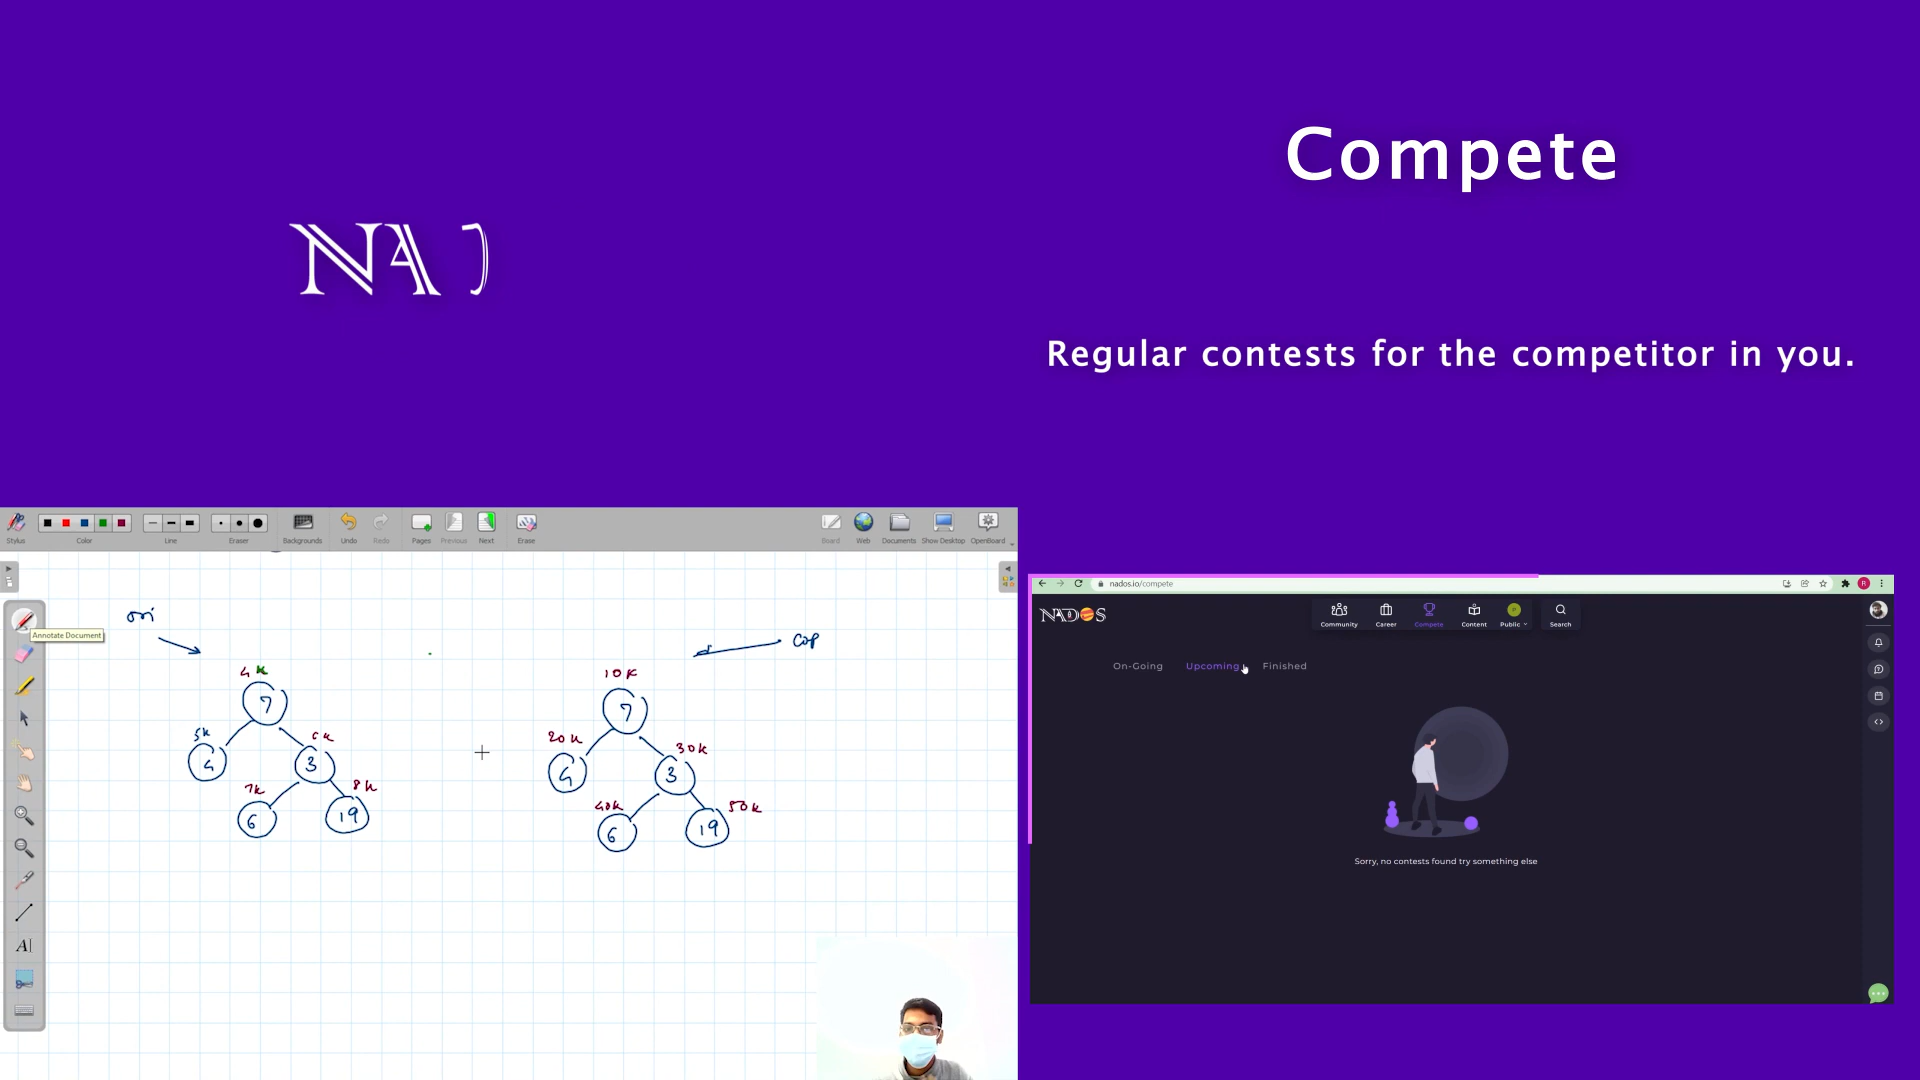 NA
Compete
Regular contests for the competitor in you.
Stylus Color Line Eraser Backgrounds Undo Redo Pages Previous Next Erase Board Web Documents Show Desktop OpenBoard
Annotate Document
ori
cop
4k
7
5k
6k
4
3
7k
8k
6
19
10k
7
20k
30k
4
3
40k
50k
6
19
nados.io/compete
R
NADOS
Community Career Compete Content Public Search
On-Going Upcoming Finished
Sorry, no contests found try something else